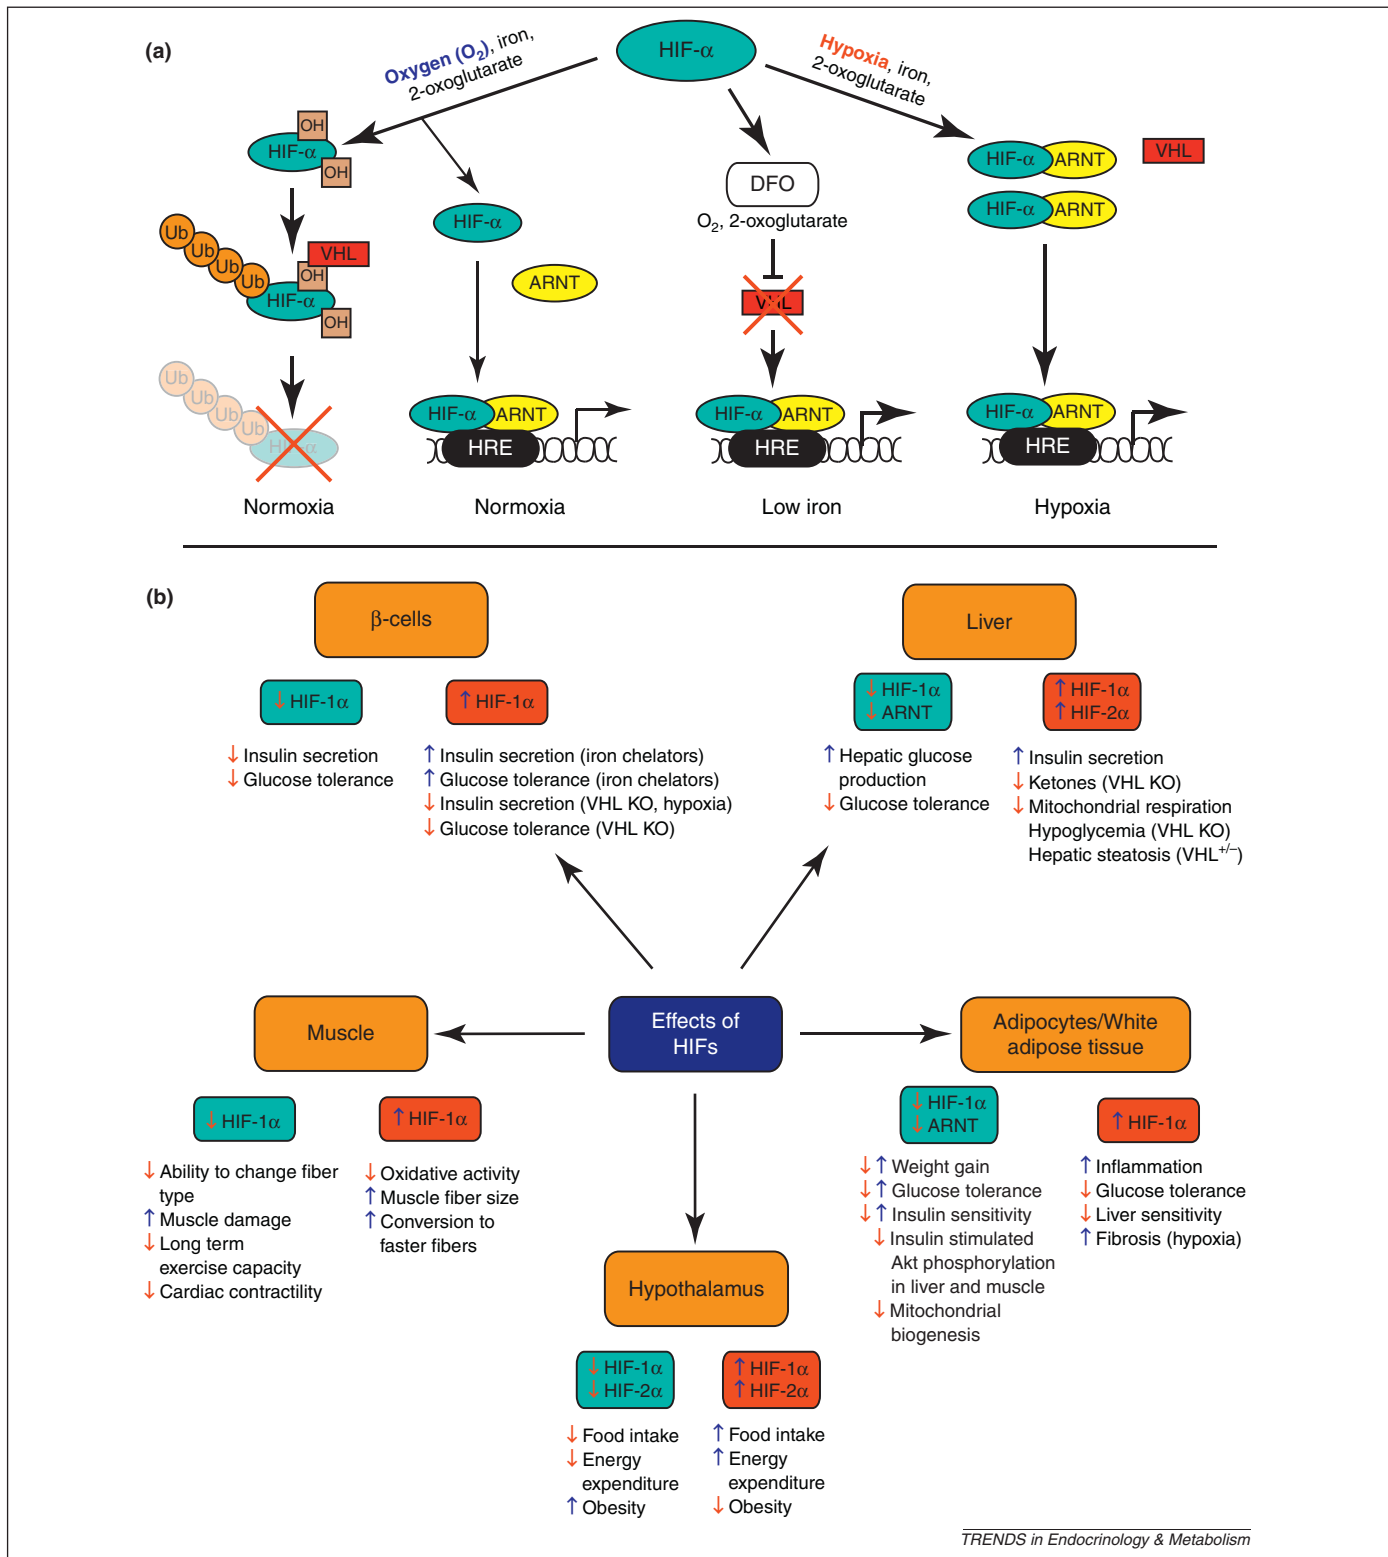 (a)
HIF-α
Oxygen (O2), iron,
2-oxoglutarate
Hypoxia, iron,
2-oxoglutarate
OH
HIF-α
OH
HIF-α
DFO
O2, 2-oxoglutarate
HIF-α ARNT
VHL
HIF-α ARNT
Ub
Ub
Ub
Ub
VHL
OH
HIF-α
OH
ARNT
VHL
Ub
Ub
Ub
Ub
HIF-α
HIF-α ARNT
HRE
HIF-α ARNT
HRE
HIF-α ARNT
HRE
Normoxia
Normoxia
Low iron
Hypoxia
(b)
β-cells
↓ HIF-1α
↓ Insulin secretion
↓ Glucose tolerance
↑ HIF-1α
↑ Insulin secretion (iron chelators)
↑ Glucose tolerance (iron chelators)
↓ Insulin secretion (VHL KO, hypoxia)
↓ Glucose tolerance (VHL KO)
Liver
↓ HIF-1α
↓ ARNT
↑ Hepatic glucose
production
↓ Glucose tolerance
↑ HIF-1α
↑ HIF-2α
↑ Insulin secretion
↓ Ketones (VHL KO)
↓ Mitochondrial respiration
Hypoglycemia (VHL KO)
Hepatic steatosis (VHL+/–)
Effects of
HIFs
Muscle
↓ HIF-1α
↓ Ability to change fiber
type
↑ Muscle damage
↓ Long term
exercise capacity
↓ Cardiac contractility
↑ HIF-1α
↓ Oxidative activity
↑ Muscle fiber size
↑ Conversion to
faster fibers
Adipocytes/White
adipose tissue
↓ HIF-1α
↓ ARNT
↓↑ Weight gain
↓↑ Glucose tolerance
↓↑ Insulin sensitivity
↓ Insulin stimulated
Akt phosphorylation
in liver and muscle
↓ Mitochondrial
biogenesis
↑ HIF-1α
↑ Inflammation
↓ Glucose tolerance
↓ Liver sensitivity
↑ Fibrosis (hypoxia)
Hypothalamus
↓ HIF-1α
↓ HIF-2α
↓ Food intake
↓ Energy
expenditure
↑ Obesity
↑ HIF-1α
↑ HIF-2α
↑ Food intake
↑ Energy
expenditure
↓ Obesity
TRENDS in Endocrinology & Metabolism